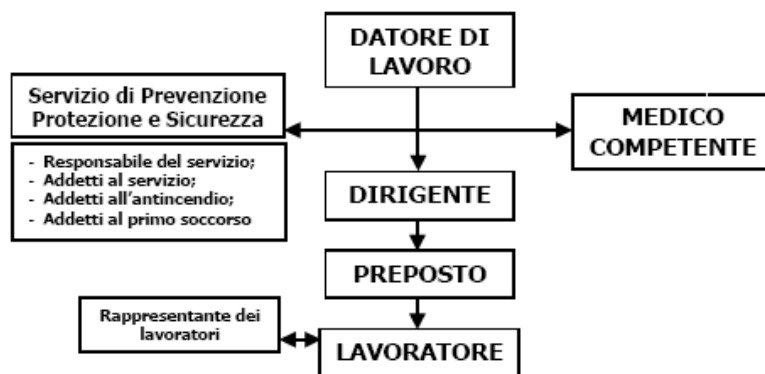 DATORE DI
LAVORO
Servizio di Prevenzione
Protezione e Sicurezza
MEDICO
COMPETENTE
- Responsabile del servizio;
- Addetti al servizio;
- Addetti all'antincendio;
- Addetti al primo soccorso
DIRIGENTE
PREPOSTO
Rappresentante dei
lavoratori
LAVORATORE